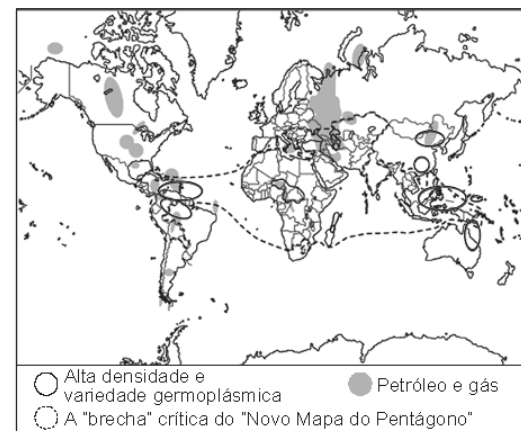 Alta densidade e
variedade germoplásmica
Petróleo e gás
A "brecha" crítica do "Novo Mapa do Pentágono"